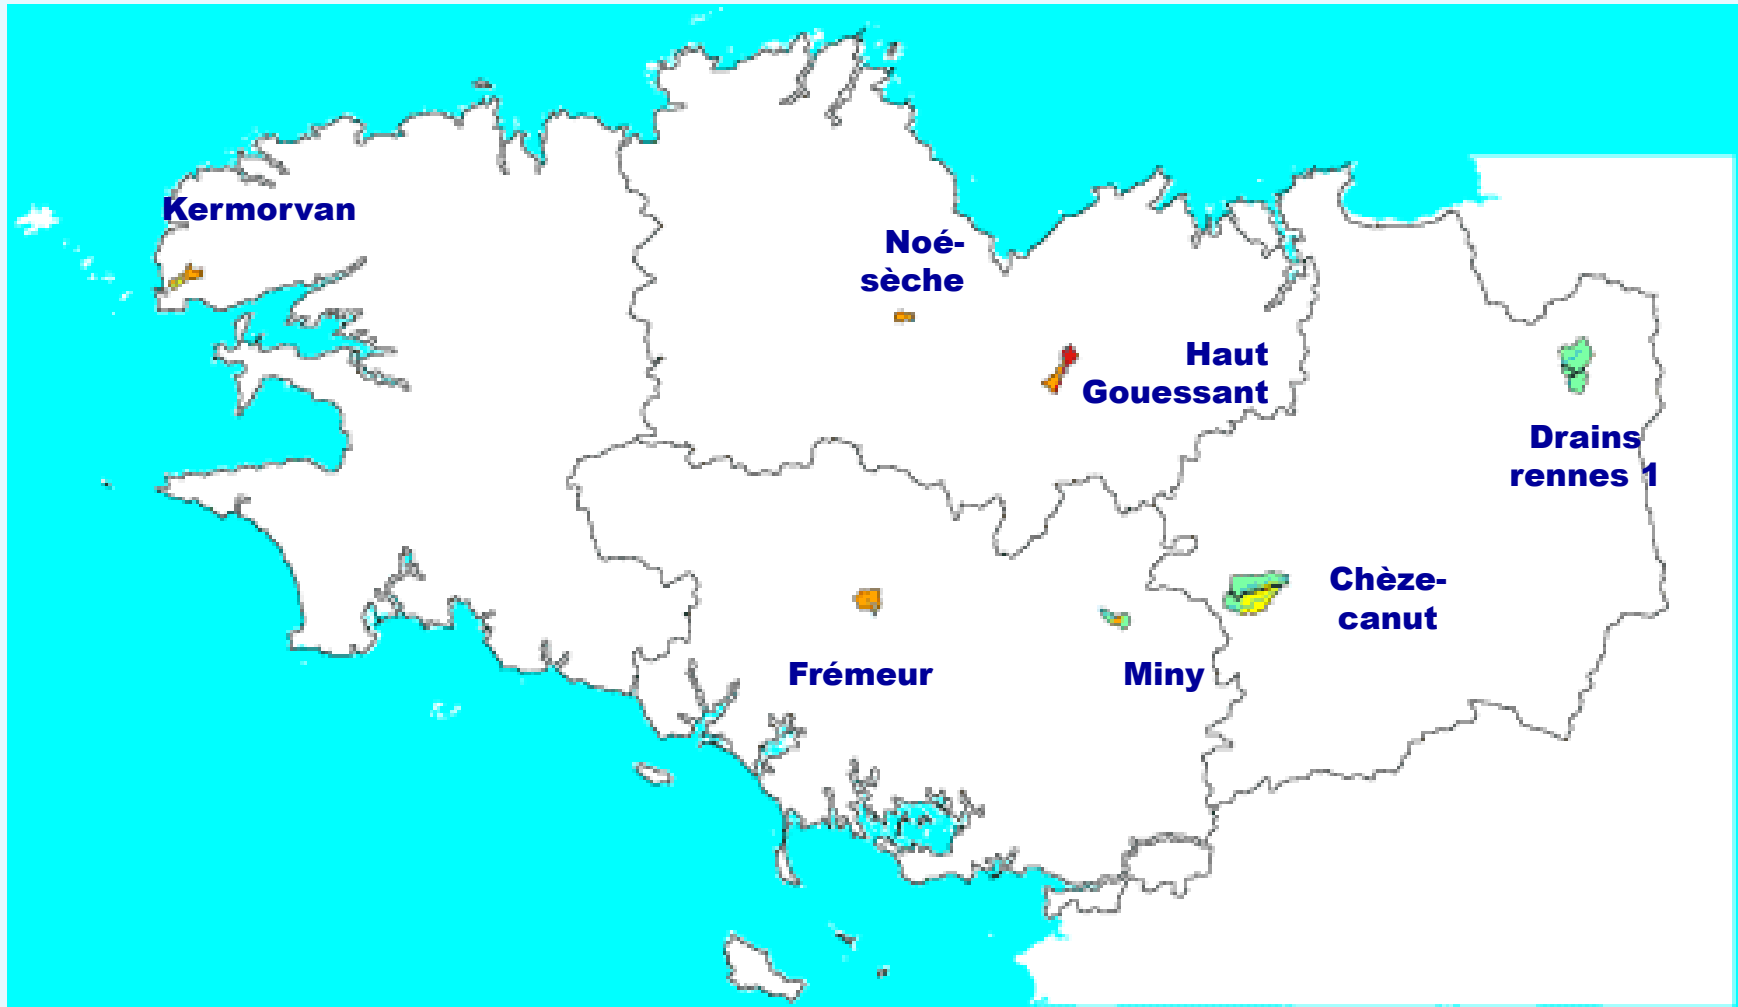 Kermorvan
Noé-
sèche
Haut
Gouessant
Drains
rennes 1
Chèze-
canut
Frémeur
Miny